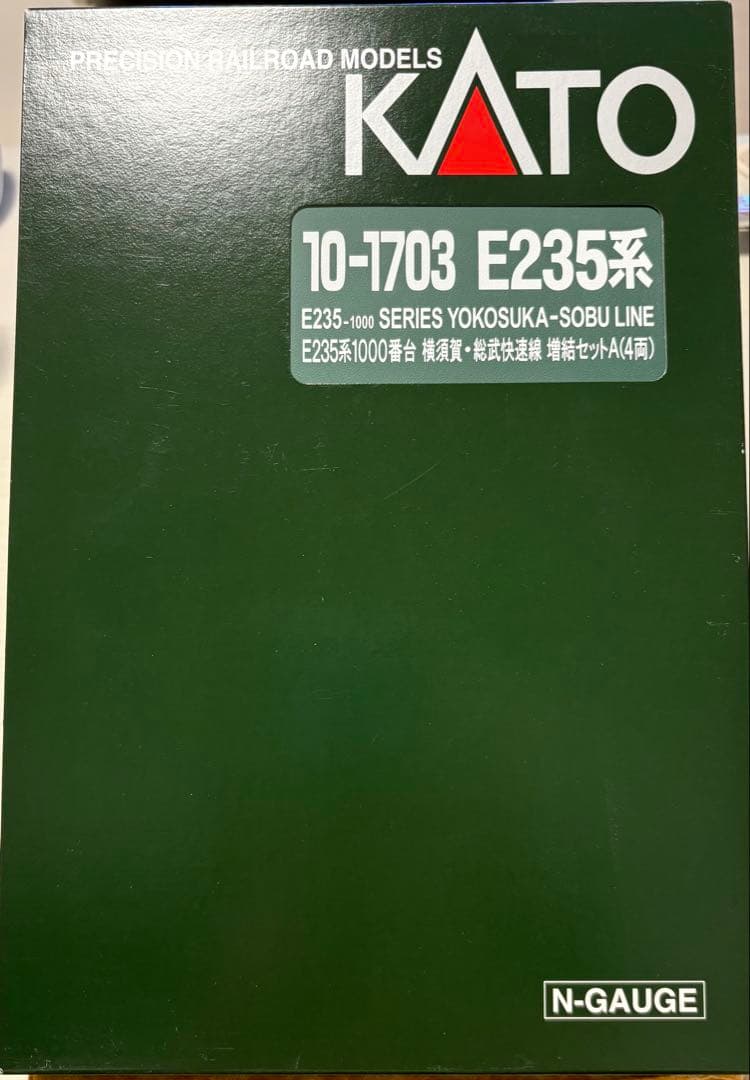 PRECISION RAILROAD MODELS
KATO
10-1703 E235系
E235-1000 SERIES YOKOSUKA-SOBU LINE
E235系1000番台 横須賀・総武快速線 増結セットA(4両)
N-GAUGE